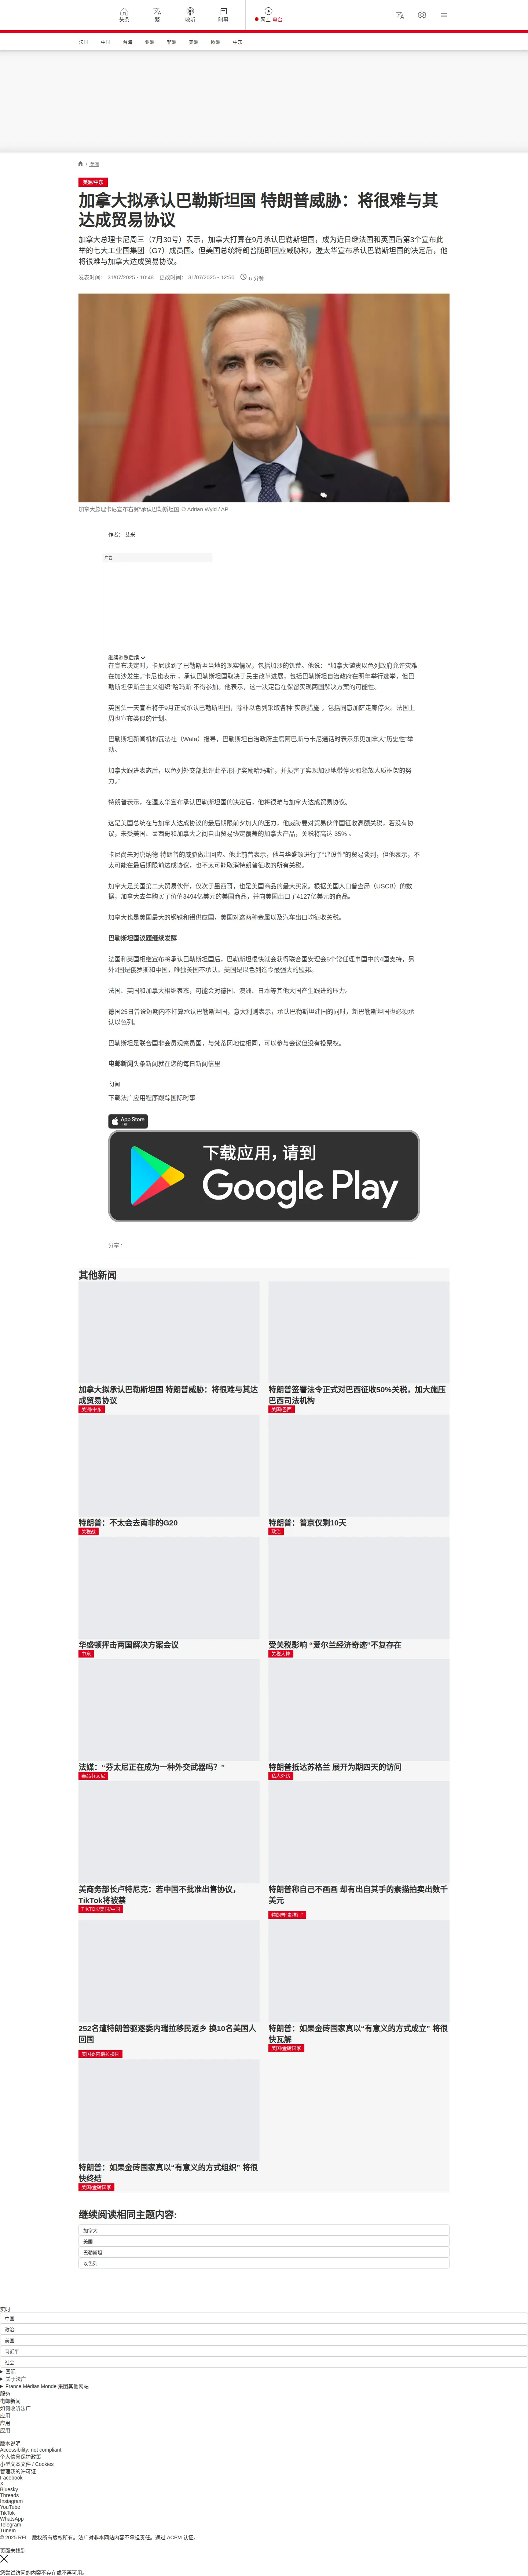 头条
繁
收听
时事
网上 电台
法国 中国 台海 亚洲 非洲 美洲 欧洲 中东
/ 美洲
美洲/中东
加拿大拟承认巴勒斯坦国 特朗普威胁：将很难与其
达成贸易协议
加拿大总理卡尼周三（7月30号）表示，加拿大打算在9月承认巴勒斯坦国，成为近日继法国和英国后第3个宣布此
举的七大工业国集团（G7）成员国。但美国总统特朗普随即回应威胁称，渥太华宣布承认巴勒斯坦国的决定后，他
将很难与加拿大达成贸易协议。
发表时间： 31/07/2025 - 10:48 更改时间： 31/07/2025 - 12:50 6 分钟
加拿大总理卡尼宣布右翼"承认巴勒斯坦国 © Adrian Wyld / AP
作者： 艾米
广告
继续浏览后续
在宣布决定时，卡尼谈到了巴勒斯坦当地的现实情况，包括加沙的饥荒。他说： "加拿大谴责以色列政府允许灾难
在加沙发生。"卡尼也表示 ，承认巴勒斯坦国取决于民主改革进展，包括巴勒斯坦自治政府在明年举行选举，但巴
勒斯坦伊斯兰主义组织"哈玛斯"不得参加。他表示，这一决定旨在保留实现两国解决方案的可能性。
英国头一天宣布将于9月正式承认巴勒斯坦国，除非以色列采取各种"实质措施"，包括同意加萨走廊停火。法国上
周也宣布类似的计划。
巴勒斯坦新闻机构瓦法社（Wafa）报导，巴勒斯坦自治政府主席阿巴斯与卡尼通话时表示乐见加拿大"历史性"举
动。
加拿大跟进表态后，以色列外交部批评此举形同"奖励哈玛斯"，并损害了实现加沙地带停火和释放人质框架的努
力。"
特朗普表示，在渥太华宣布承认巴勒斯坦国的决定后，他将很难与加拿大达成贸易协议。
这是美国总统在与加拿大达成协议的最后期限前夕加大的压力，他威胁要对贸易伙伴国征收高额关税，若没有协
议，未受美国、墨西哥和加拿大之间自由贸易协定覆盖的加拿大产品，关税将高达 35% 。
卡尼尚未对唐纳德·特朗普的威胁做出回应。他此前曾表示，他与华盛顿进行了"建设性"的贸易谈判，但他表示，不
太可能在最后期限前达成协议，也不太可能取消特朗普征收的所有关税。
加拿大是美国第二大贸易伙伴，仅次于墨西哥，也是美国商品的最大买家。根据美国人口普查局（USCB）的数
据，加拿大去年购买了价值3494亿美元的美国商品，并向美国出口了4127亿美元的商品。
加拿大也是美国最大的钢铁和铝供应国，美国对这两种金属以及汽车出口均征收关税。
巴勒斯坦国议题继续发酵
法国和英国相继宣布将承认巴勒斯坦国后，巴勒斯坦很快就会获得联合国安理会5个常任理事国中的4国支持，另
外2国是俄罗斯和中国，唯独美国不承认。美国是以色列迄今最强大的盟邦。
法国、英国和加拿大相继表态，可能会对德国、澳洲、日本等其他大国产生跟进的压力。
德国25日曾说短期内不打算承认巴勒斯坦国，意大利则表示，承认巴勒斯坦建国的同时，新巴勒斯坦国也必须承
认以色列。
巴勒斯坦是联合国非会员观察员国，与梵蒂冈地位相同，可以参与会议但没有投票权。
电邮新闻头条新闻就在您的每日新闻信里
订阅
下载法广应用程序跟踪国际时事
App Store
下载
下载应用，请到
Google Play
分享 :
其他新闻
加拿大拟承认巴勒斯坦国 特朗普威胁：将很难与其达
成贸易协议
美洲/中东
特朗普签署法令正式对巴西征收50%关税，加大施压
巴西司法机构
美国/巴西
特朗普：不太会去南非的G20
关税战
特朗普：普京仅剩10天
政治
华盛顿抨击两国解决方案会议
中东
受关税影响 "爱尔兰经济奇迹"不复存在
关税大棒
法媒："芬太尼正在成为一种外交武器吗？"
毒品芬太尼
特朗普抵达苏格兰 展开为期四天的访问
私人外访
美商务部长卢特尼克：若中国不批准出售协议，
TikTok将被禁
TIKTOK/美国/中国
特朗普称自己不画画 却有出自其手的素描拍卖出数千
美元
特朗普"素描门"
252名遭特朗普驱逐委内瑞拉移民返乡 换10名美国人
回国
美国委内瑞拉横囚
特朗普：如果金砖国家真以"有意义的方式成立" 将很
快瓦解
美国/金砖国家
特朗普：如果金砖国家真以"有意义的方式组织" 将很
快终结
美国/金砖国家
继续阅读相同主题内容:
加拿大
美国
巴勒斯坦
以色列
实时
中国
政治
美国
习近平
社会
国际
关于法广
France Médias Monde 集团其他网站
服务
电邮新闻
如何收听法广
应用
应用
应用
版本说明
Accessibility: not compliant
个人信息保护政策
小型文本文件 / Cookies
管理我的许可证
Facebook
X
Bluesky
Threads
Instagram
YouTube
TikTok
WhatsApp
Telegram
TuneIn
© 2025 RFI – 版权所有版权所有。法广对非本网站内容不承担责任。通过 ACPM 认证。
页面未找到
您尝试访问的内容不存在或不再可用。